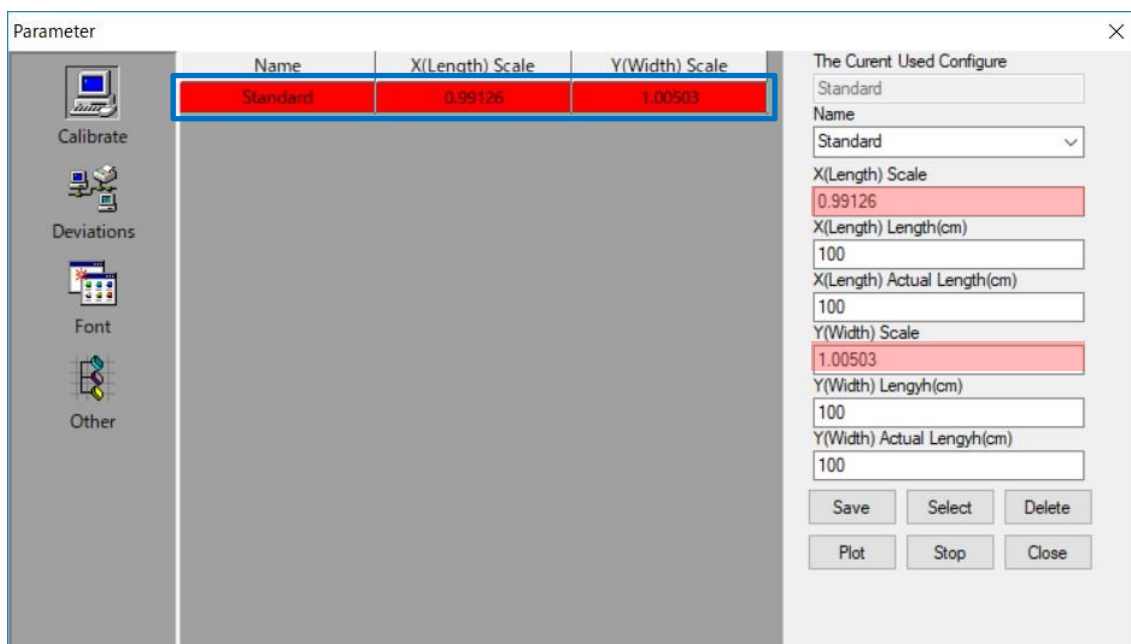 Parameter
Calibrate
Deviations
Font
Other
Name X(Length) Scale Y(Width) Scale
Standard 0.99126 1.00503
The Curent Used Configure
Standard
Name
Standard
X(Length) Scale
0.99126
X(Length) Length(cm)
100
X(Length) Actual Length(cm)
100
Y(Width) Scale
1.00503
Y(Width) Lengyh(cm)
100
Y(Width) Actual Lengyh(cm)
100
Save Select Delete
Plot Stop Close